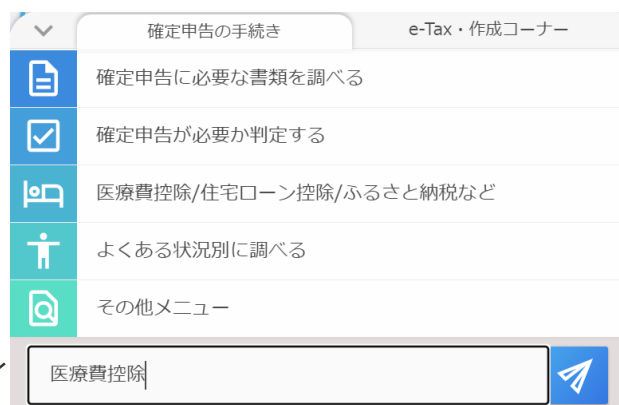 確定申告の手続き
e-Tax・作成コーナー
確定申告に必要な書類を調べる
確定申告が必要か判定する
医療費控除/住宅ローン控除/ふるさと納税など
よくある状況別に調べる
その他メニュー
医療費控除